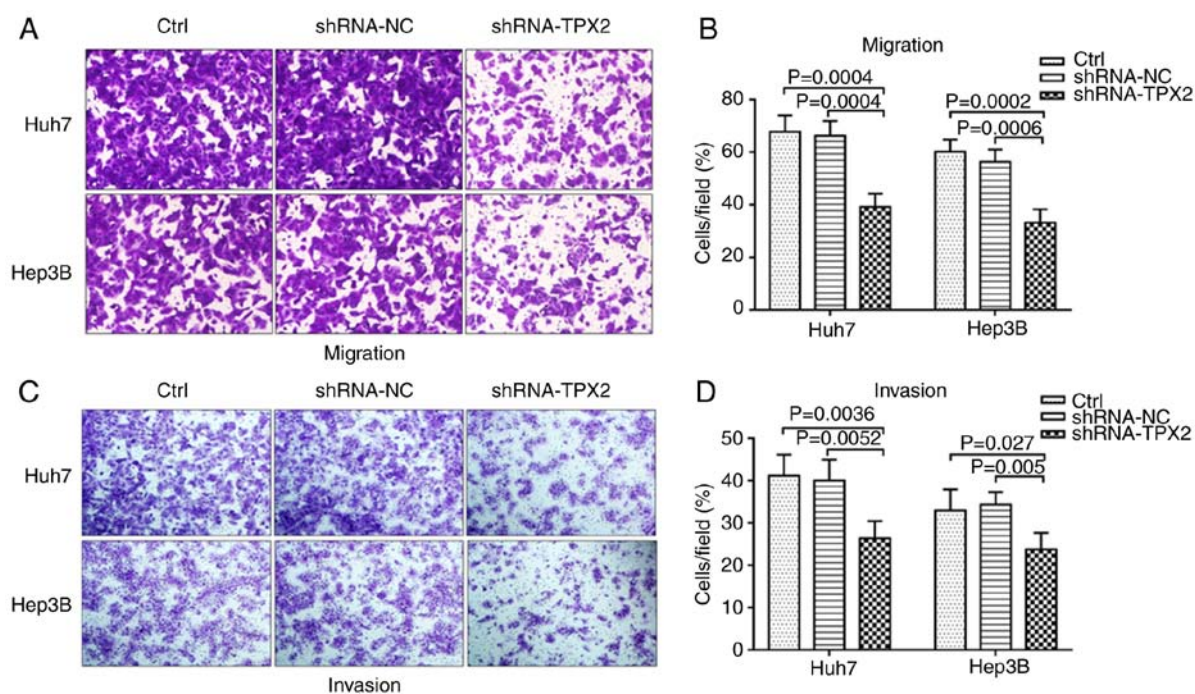 A
Ctrl
shRNA-NC
shRNA-TPX2
Huh7
Hep3B
Migration
B
Migration
Ctrl
shRNA-NC
shRNA-TPX2
P=0.0004
P=0.0004
P=0.0002
P=0.0006
Cells/field (%)
80
60
40
20
0
Huh7
Hep3B
C
Ctrl
shRNA-NC
shRNA-TPX2
Huh7
Hep3B
Invasion
D
Invasion
Ctrl
shRNA-NC
shRNA-TPX2
P=0.0036
P=0.0052
P=0.027
P=0.005
Cells/field (%)
50
40
30
20
10
0
Huh7
Hep3B